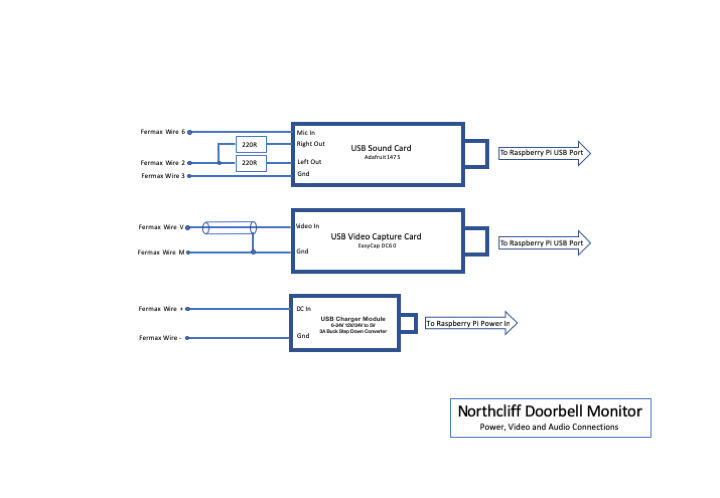 Fermax Wire 6
Mic In
220R
Right Out
USB Sound Card
Adafruit 1475
To Raspberry Pi USB Port
Fermax Wire 2
220R
Left Out
Fermax Wire 3
Gnd
Fermax Wire V
Video In
USB Video Capture Card
EasyCap DC60
To Raspberry Pi USB Port
Fermax Wire M
Gnd
Fermax Wire +
DC In
USB Charger Module
6-24V 12V/24V to 5V
3A Buck Step Down Converter
To Raspberry Pi Power In
Fermax Wire -
Gnd
Northcliff Doorbell Monitor
Power, Video and Audio Connections